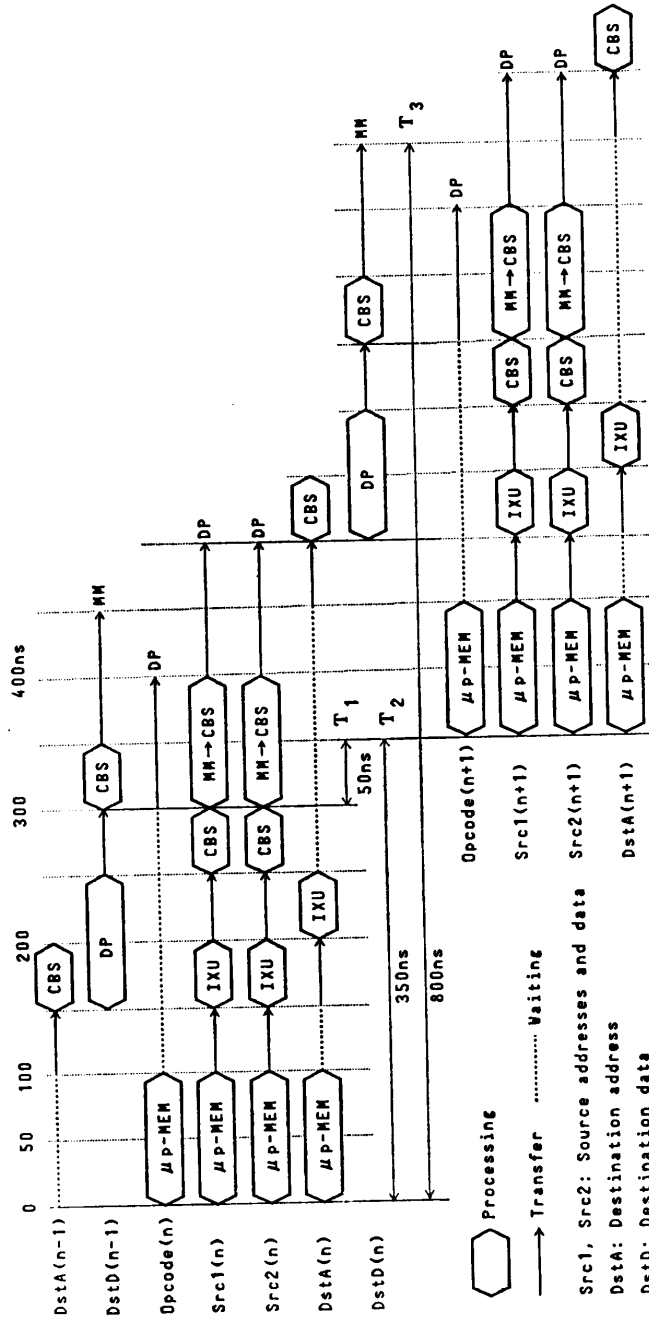 0 50 100 200 300 400ns
DstA(n-1) CBS
DstD(n-1) DP CBS MM
Opcode(n) μp-MEM DP
Src1(n) μp-MEM IXU CBS MM→CBS DP
Src2(n) μp-MEM IXU CBS MM→CBS DP
DstA(n) μp-MEM IXU CBS
DstD(n) DP CBS MM
50ns T1
350ns T2
800ns T3
Opcode(n+1) μp-MEM DP
Src1(n+1) μp-MEM IXU CBS MM→CBS DP
Src2(n+1) μp-MEM IXU CBS MM→CBS DP
DstA(n+1) μp-MEM IXU CBS
Processing
Transfer Waiting
Src1, Src2: Source addresses and data
DstA: Destination address
DstD: Destination data